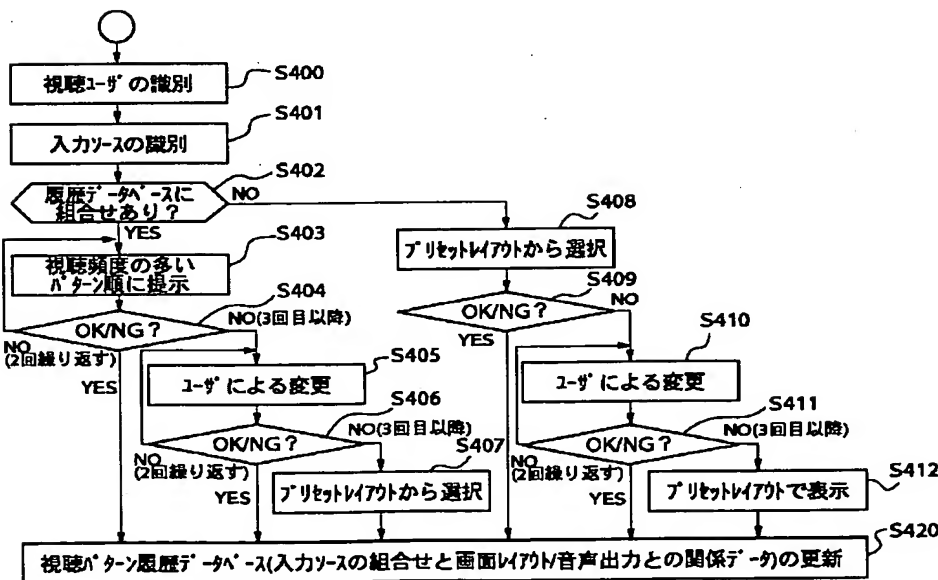 視聴ﾕｰｻﾞの識別
S400
入力ｿｰｽの識別
S401
履歴ﾃﾞｰﾀﾍﾞｰｽに
組合せあり？
S402
NO
YES
視聴頻度の多い
ﾊﾟﾀｰﾝ順に提示
S403
OK/NG？
S404
NO
(2回繰り返す)
NO(3回目以降)
YES
ﾕｰｻﾞによる変更
S405
OK/NG？
S406
NO
(2回繰り返す)
NO(3回目以降)
YES
ﾌﾟﾘｾｯﾄﾚｲｱｳﾄから選択
S407
ﾌﾟﾘｾｯﾄﾚｲｱｳﾄから選択
S408
OK/NG？
S409
NO
YES
ﾕｰｻﾞによる変更
S410
OK/NG？
S411
NO
(2回繰り返す)
NO(3回目以降)
YES
ﾌﾟﾘｾｯﾄﾚｲｱｳﾄで表示
S412
視聴ﾊﾟﾀｰﾝ履歴ﾃﾞｰﾀﾍﾞｰｽ(入力ｿｰｽの組合せと画面ﾚｲｱｳﾄ/音声出力との関係ﾃﾞｰﾀ)の更新
S420